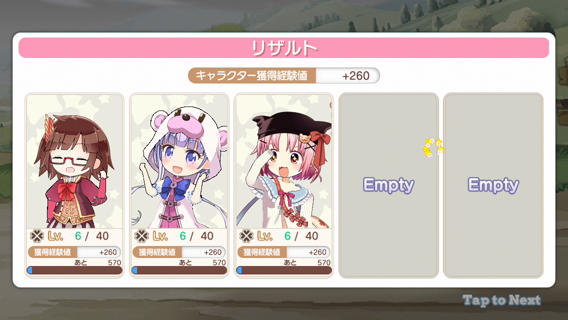 リザルト
キャラクター獲得経験値 +260
Lv. 6 / 40
獲得経験値 +260
あと 570
Lv. 6 / 40
獲得経験値 +260
あと 570
Lv. 6 / 40
獲得経験値 +260
あと 570
Empty
Empty
Tap to Next